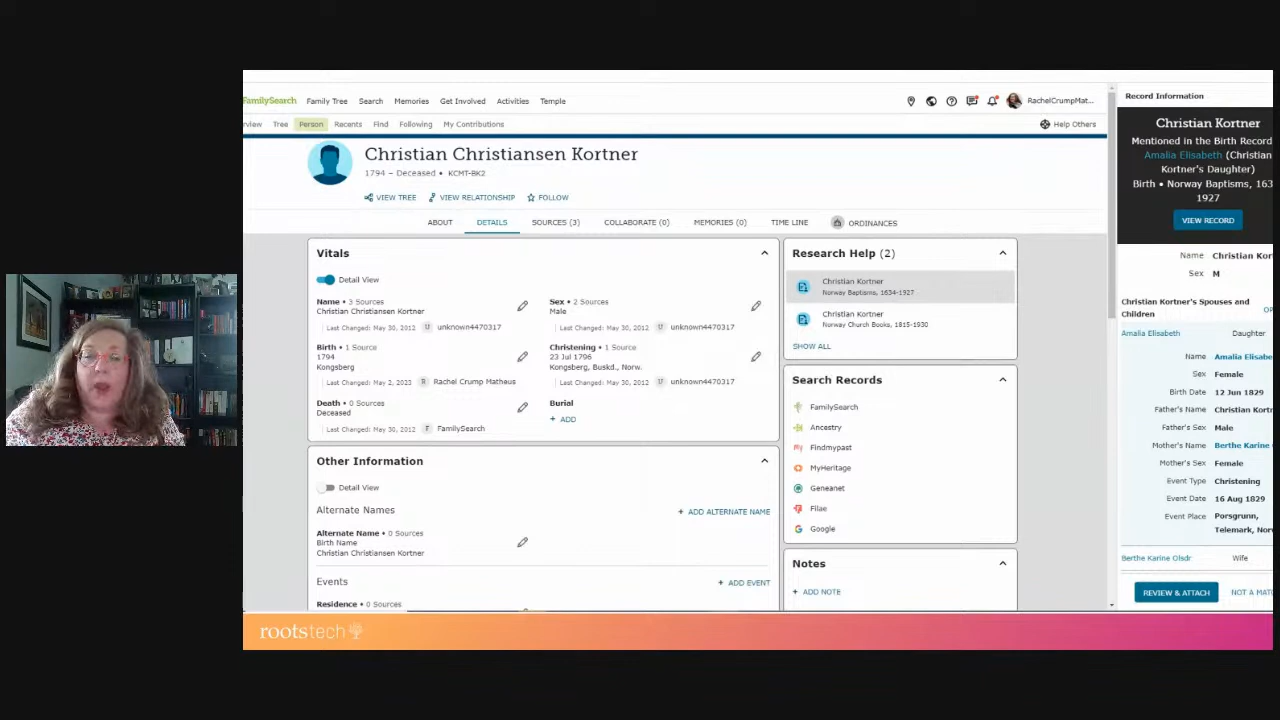 FamilySearch Family Tree Search Memories Get Involved Activities Temple RachelCrumpMat...
Tree Person Recents Find Following My Contributions Help Others
Christian Christiansen Kortner
1794 – Deceased • KCMT-BK2
VIEW TREE VIEW RELATIONSHIP FOLLOW
ABOUT DETAILS SOURCES (3) COLLABORATE (0) MEMORIES (0) TIME LINE ORDINANCES
Vitals
Detail View
Name • 3 Sources
Christian Christiansen Kortner
Last Changed: May 30, 2012 U unknown4470317
Sex • 2 Sources
Male
Last Changed: May 30, 2012 U unknown4470317
Birth • 1 Source
1794
Kongsberg
Last Changed: May 2, 2023 R Rachel Crump Matheus
Christening • 1 Source
23 Jul 1796
Kongsberg, Buskd., Norw.
Last Changed: May 30, 2012 U unknown4470317
Death • 0 Sources
Deceased
Last Changed: May 30, 2012 F FamilySearch
Burial
+ ADD
Other Information
Detail View
Alternate Names
+ ADD ALTERNATE NAME
Alternate Name • 0 Sources
Birth Name
Christian Christiansen Kortner
Events
+ ADD EVENT
Residence • 0 Sources
Research Help (2)
Christian Kortner
Norway Baptisms, 1634-1927
Christian Kortner
Norway Church Books, 1815-1930
SHOW ALL
Search Records
FamilySearch
Ancestry
Findmypast
MyHeritage
Geneanet
Filae
Google
Notes
+ ADD NOTE
Record Information
Christian Kortner
Mentioned in the Birth Record
Amalia Elisabeth (Christian
Kortner's Daughter)
Birth • Norway Baptisms, 163
1927
VIEW RECORD
Name Christian Kor
Sex M
Christian Kortner's Spouses and
Children
OP
Amalia Elisabeth Daughter
Name Amalia Elisabe
Sex Female
Birth Date 12 Jun 1829
Father's Name Christian Kortn
Father's Sex Male
Mother's Name Berthe Karine
Mother's Sex Female
Event Type Christening
Event Date 16 Aug 1829
Event Place Porsgrunn,
Telemark, Nor
Berthe Karine Olsdr Wife
REVIEW & ATTACH NOT A MATC
rootstech